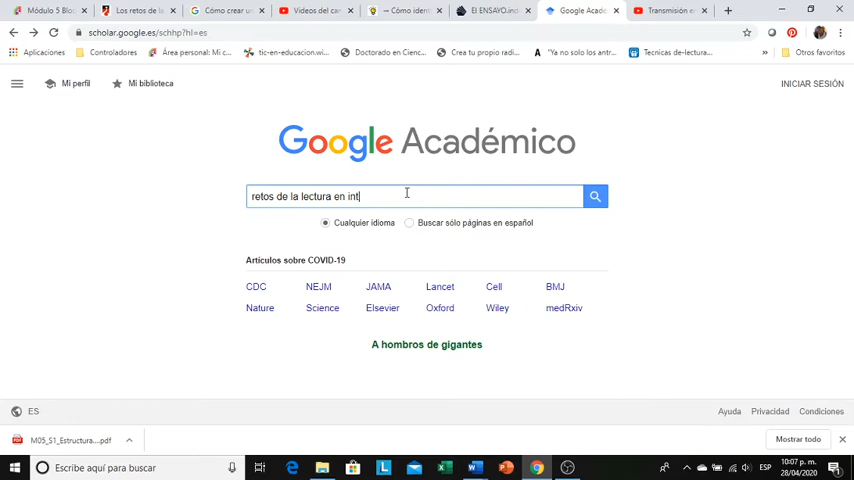 Módulo 5 Bloq
Los retos de la
Cómo crear un
Videos del can
Cómo ident
El ENSAYO.ind
Google Acadé
Transmisión en
scholar.google.es/schhp?hl=es
Aplicaciones
Controladores
Área personal: M...
tic-en-educacion.wi...
Doctorado en Cienc...
Crea tu propio radi...
"Ya no solo los antr...
Tecnicas de-lectura...
Otros favoritos
Mi perfil
Mi biblioteca
INICIAR SESIÓN
Google Académico
retos de la lectura en int
Cualquier idioma
Buscar sólo páginas en español
Artículos sobre COVID-19
CDC NEJM JAMA Lancet Cell BMJ
Nature Science Elsevier Oxford Wiley medRxiv
A hombros de gigantes
ES
Ayuda Privacidad Condiciones
M05_S1_Estructura....pdf
Mostrar todo
Escribe aquí para buscar
ESP
10:07 p. m.
28/04/2020